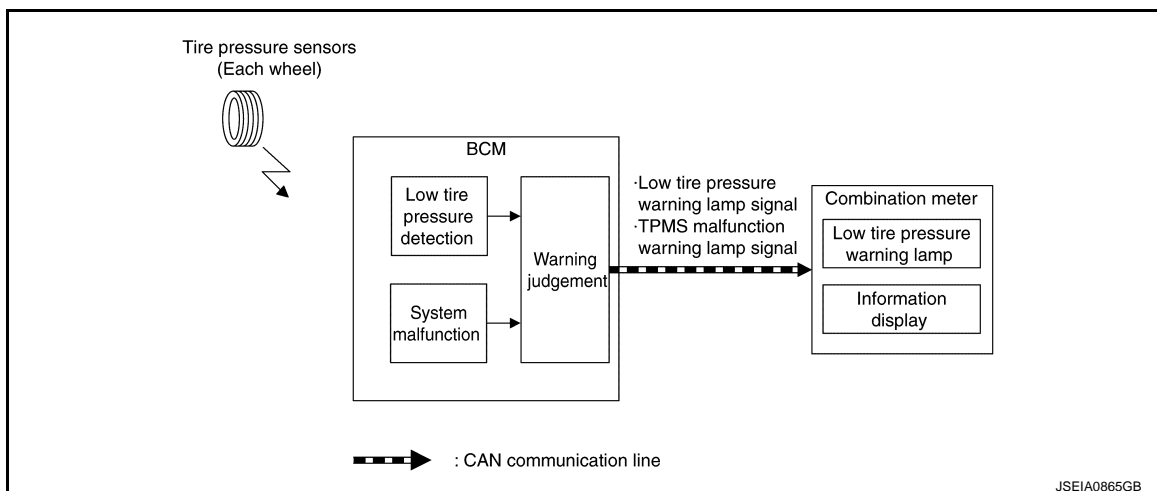 Tire pressure sensors
(Each wheel)
BCM
Low tire
pressure
detection
System
malfunction
Warning
judgement
·Low tire pressure
warning lamp signal
·TPMS malfunction
warning lamp signal
Combination meter
Low tire pressure
warning lamp
Information
display
: CAN communication line
JSEIA0865GB